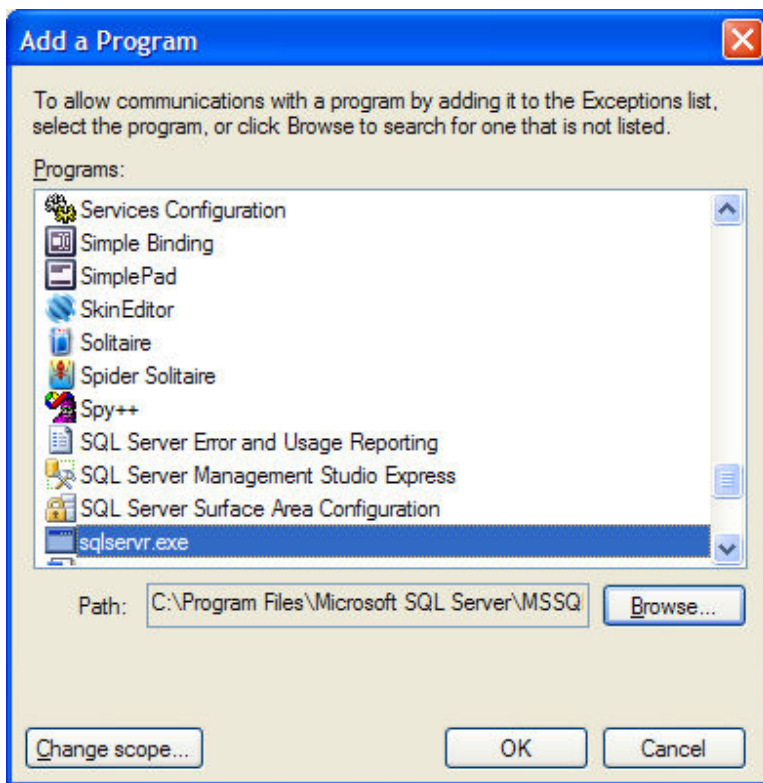 Add a Program
To allow communications with a program by adding it to the Exceptions list,
select the program, or click Browse to search for one that is not listed.
Programs:
Services Configuration
Simple Binding
SimplePad
SkinEditor
Solitaire
Spider Solitaire
Spy++
SQL Server Error and Usage Reporting
SQL Server Management Studio Express
SQL Server Surface Area Configuration
sqlservr.exe
Path: C:\Program Files\Microsoft SQL Server\MSSQ Browse...
Change scope... OK Cancel